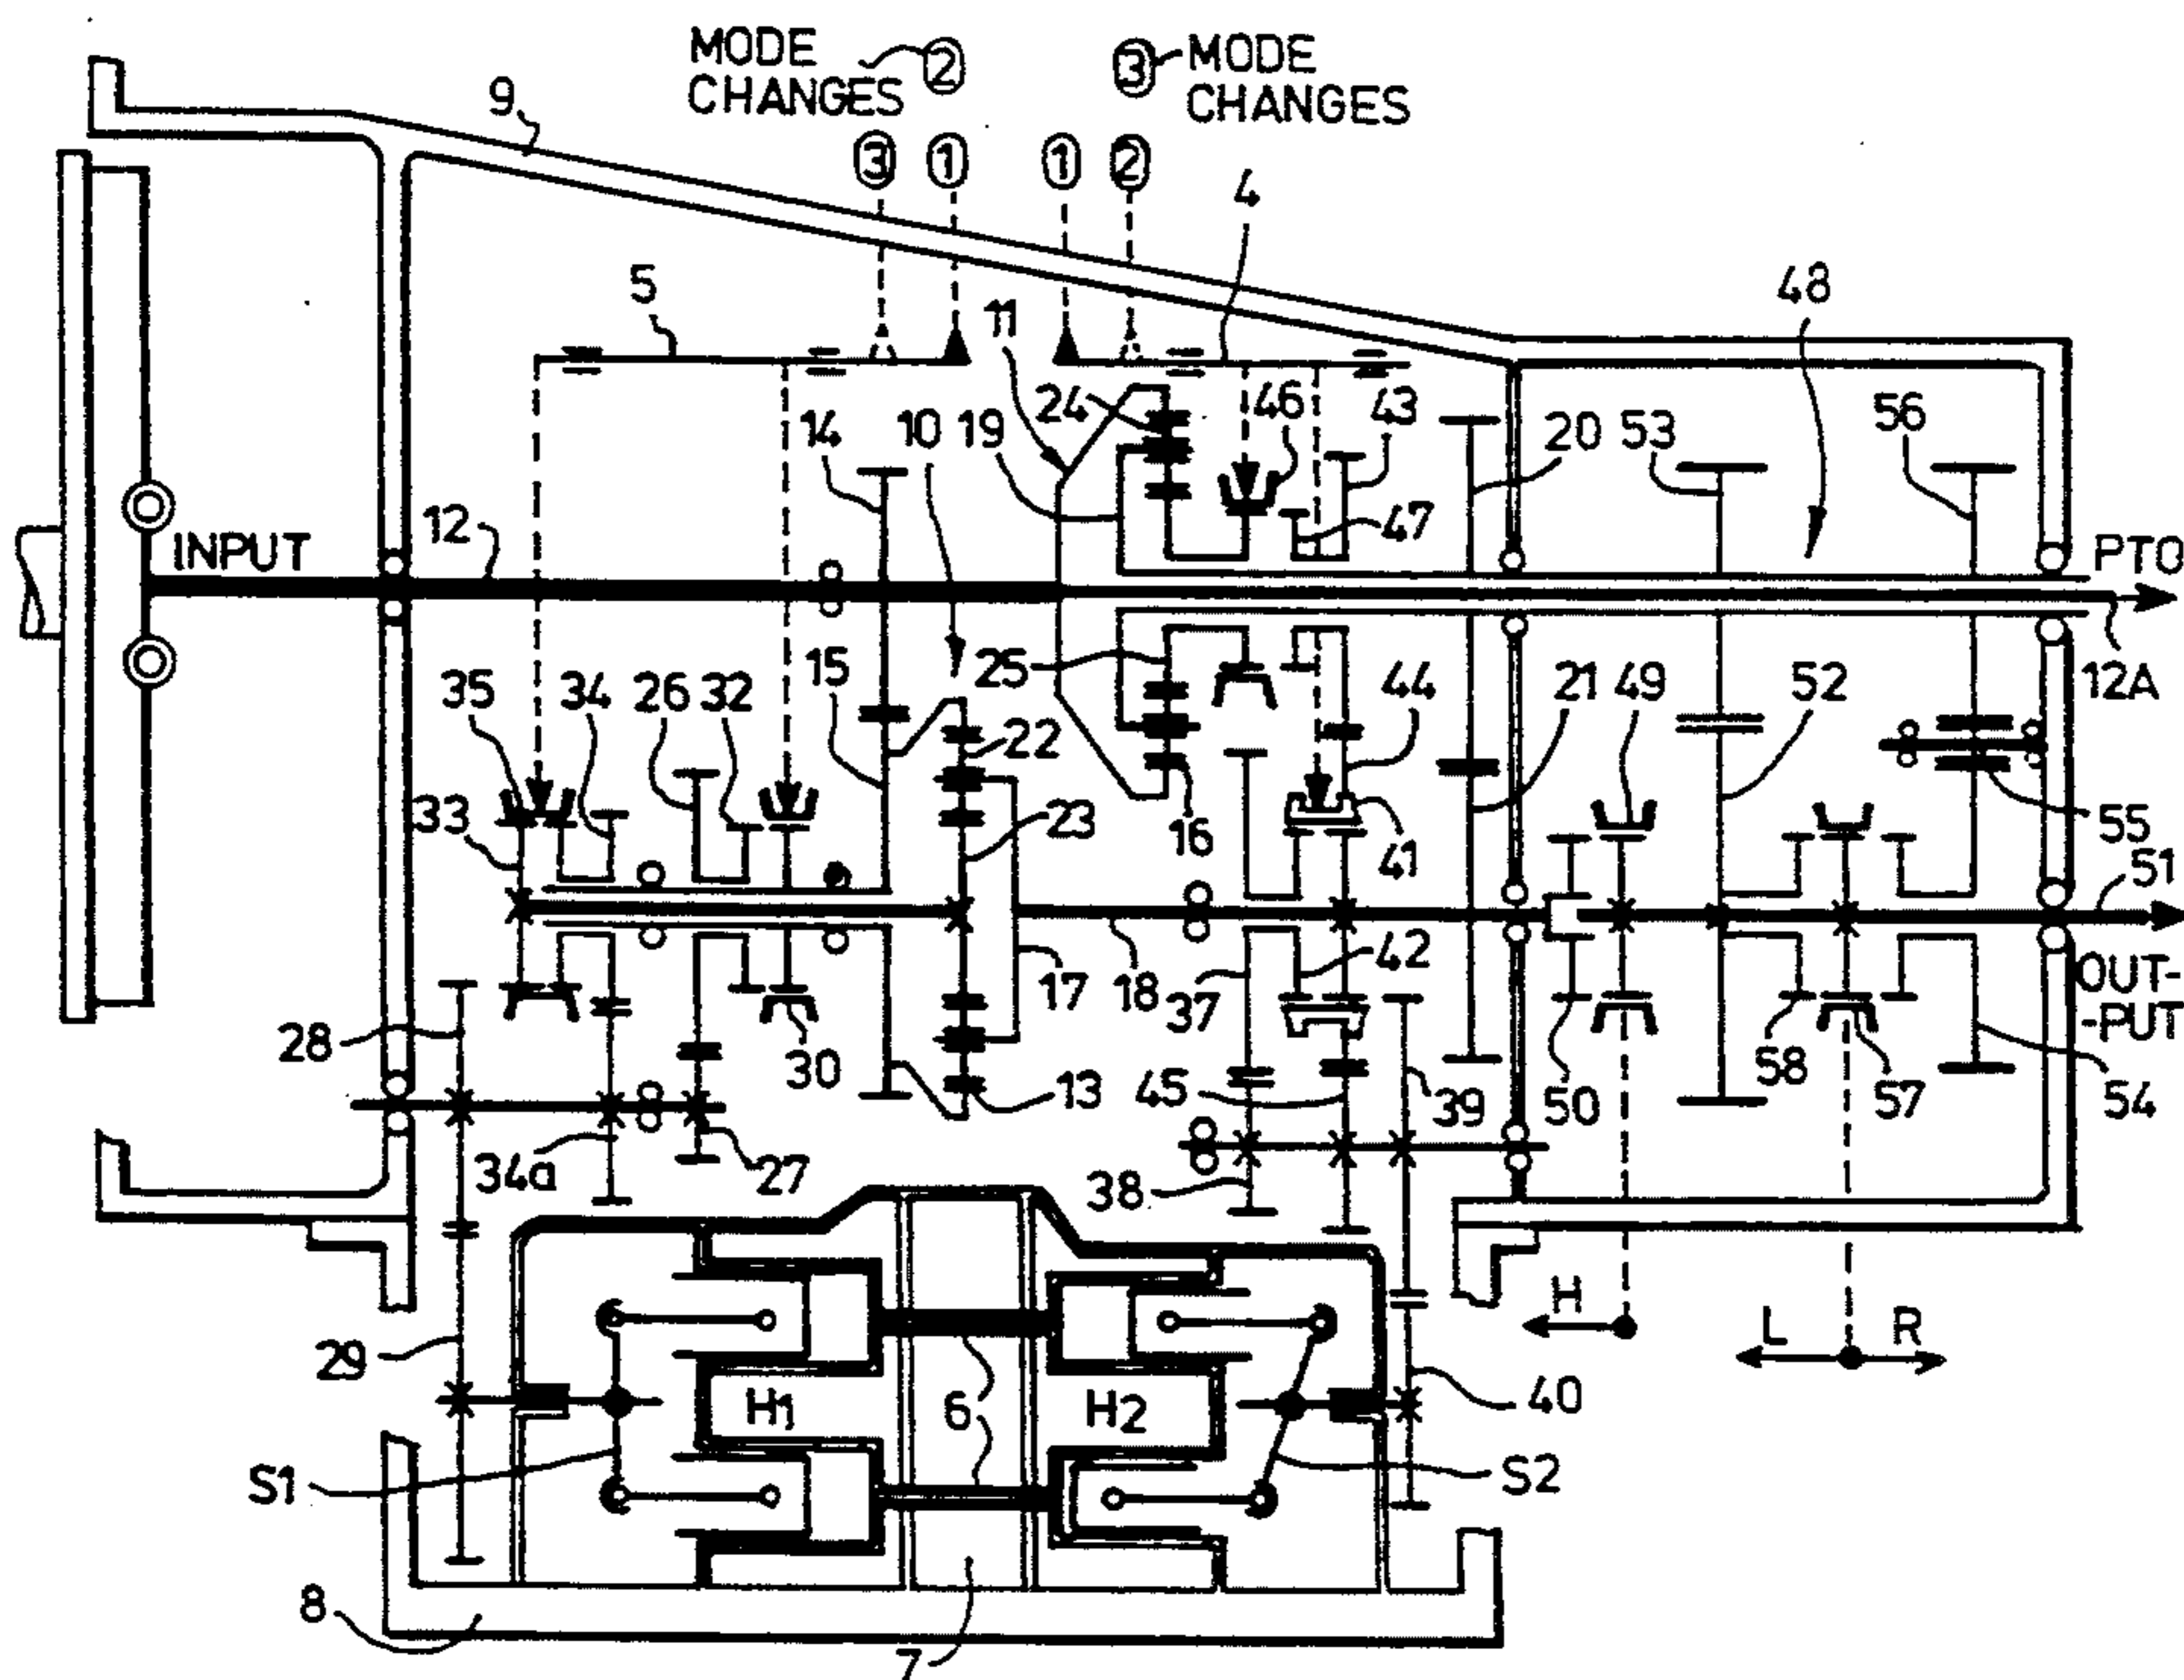 MODE CHANGES ② ③ MODE CHANGES
9
③ ① ① ② 4
5 11 48
24 46 43
14 10 19 20 53 56
47
INPUT 12 PTO
15 25 44 21 49 52 12A
35 34 26 32 22
33 23 16 41 55
51
42
17 18 37 OUT-
-PUT
28 30 58
13 45 39 50 57 54
34a 27 38
H
L R
29
H1 6 H2 40
S1 S2
8
7